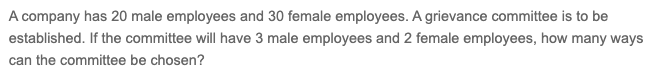 A company has 20 male employees and 30 female employees. A grievance committee is to be
established. If the committee will have 3 male employees and 2 female employees, how many ways
can the committee be chosen?